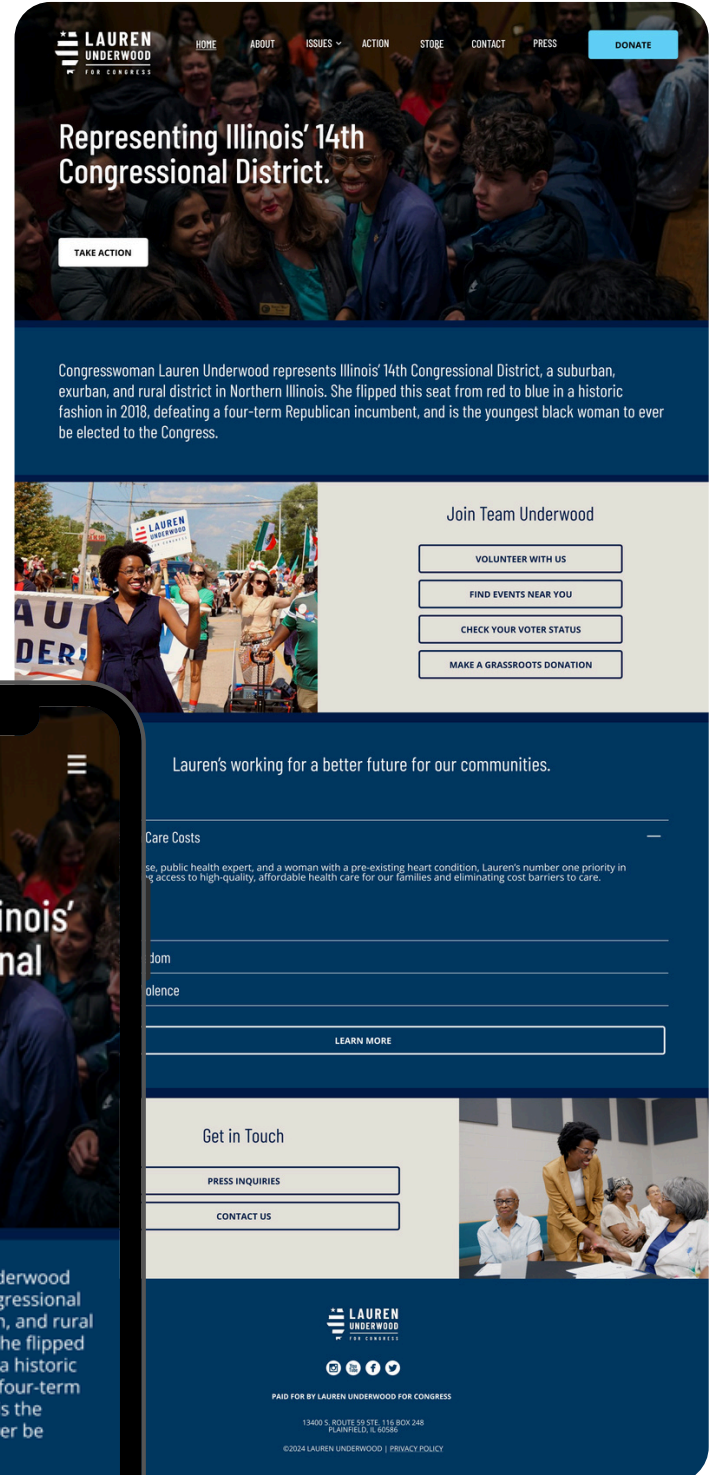 LAUREN
UNDERWOOD
FOR CONGRESS
HOME ABOUT ISSUES ACTION STORE CONTACT PRESS DONATE
Representing Illinois’ 14th
Congressional District.
TAKE ACTION
Congresswoman Lauren Underwood represents Illinois’ 14th Congressional District, a suburban,
exurban, and rural district in Northern Illinois. She flipped this seat from red to blue in a historic
fashion in 2018, defeating a four-term Republican incumbent, and is the youngest black woman to ever
be elected to the Congress.
LAUREN
UNDERWOOD
FOR CONGRESS
AU
DER
Join Team Underwood
VOLUNTEER WITH US
FIND EVENTS NEAR YOU
CHECK YOUR VOTER STATUS
MAKE A GRASSROOTS DONATION
Lauren’s working for a better future for our communities.
Care Costs
se, public health expert, and a woman with a pre-existing heart condition, Lauren’s number one priority in
g access to high-quality, affordable health care for our families and eliminating cost barriers to care.
dom
olence
LEARN MORE
inois’
nal
derwood
gressional
n, and rural
he flipped
a historic
four-term
s the
er be
Get in Touch
PRESS INQUIRIES
CONTACT US
LAUREN
UNDERWOOD
FOR CONGRESS
PAID FOR BY LAUREN UNDERWOOD FOR CONGRESS
13400 S. ROUTE 59 STE. 116 BOX 248
PLAINFIELD, IL 60586
©2024 LAUREN UNDERWOOD | PRIVACY POLICY